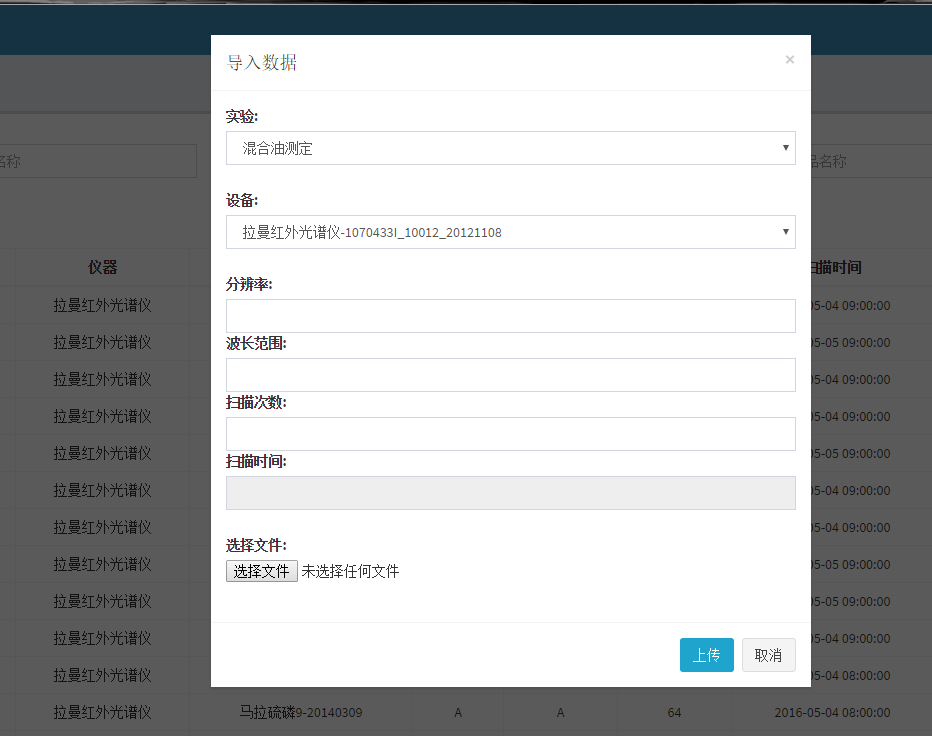 导入数据 ×
实验:
混合油测定
设备:
拉曼红外光谱仪-1070433I_10012_20121108
分辨率:
波长范围:
扫描次数:
扫描时间:
选择文件:
选择文件 未选择任何文件
上传 取消
名称 品名称
仪器 扫描时间
拉曼红外光谱仪 05-04 09:00:00
拉曼红外光谱仪 05-05 09:00:00
拉曼红外光谱仪 05-04 09:00:00
拉曼红外光谱仪 05-04 09:00:00
拉曼红外光谱仪 05-05 09:00:00
拉曼红外光谱仪 05-04 09:00:00
拉曼红外光谱仪 05-04 09:00:00
拉曼红外光谱仪 05-05 09:00:00
拉曼红外光谱仪 05-05 09:00:00
拉曼红外光谱仪 05-04 09:00:00
拉曼红外光谱仪 05-04 08:00:00
拉曼红外光谱仪 马拉硫磷9-20140309 A A 64 2016-05-04 08:00:00